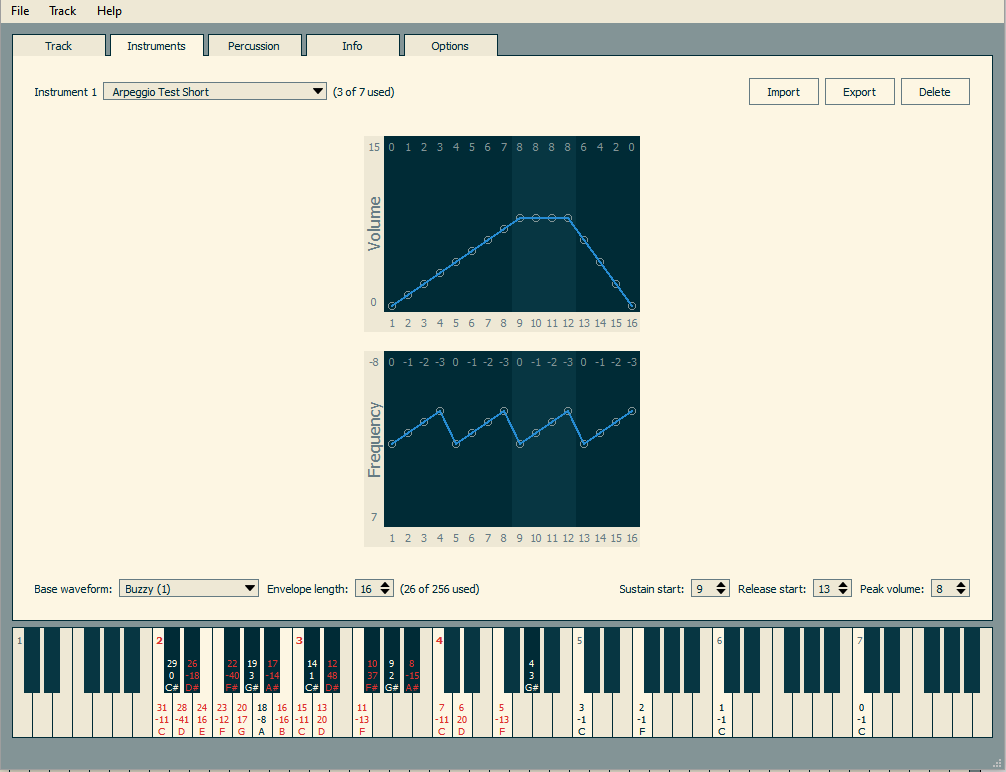 File Track Help
Track Instruments Percussion Info Options
Instrument 1 Arpeggio Test Short (3 of 7 used) Import Export Delete
15 0 1 2 3 4 5 6 7 8 8 8 8 6 4 2 0
Volume
0
1 2 3 4 5 6 7 8 9 10 11 12 13 14 15 16
-8 0 -1 -2 -3 0 -1 -2 -3 0 -1 -2 -3 0 -1 -2 -3
Frequency
7
1 2 3 4 5 6 7 8 9 10 11 12 13 14 15 16
Base waveform: Buzzy (1) Envelope length: 16 (26 of 256 used) Sustain start: 9 Release start: 13 Peak volume: 8
1 2 3 4 5 6 7
29 26 22 19 17 14 12 10 9 8 4
0 -18 -40 3 -14 1 48 37 2 -15 3
C# D# F# G# A# C# D# F# G# A# G#
31 28 24 23 20 18 16 15 13 11 7 6 5 3 2 1 0
-11 -41 16 -12 17 -8 -16 -11 20 -13 -11 20 -13 -1 -1 -1 -1
C D E F G A B C D F C D F C F C C